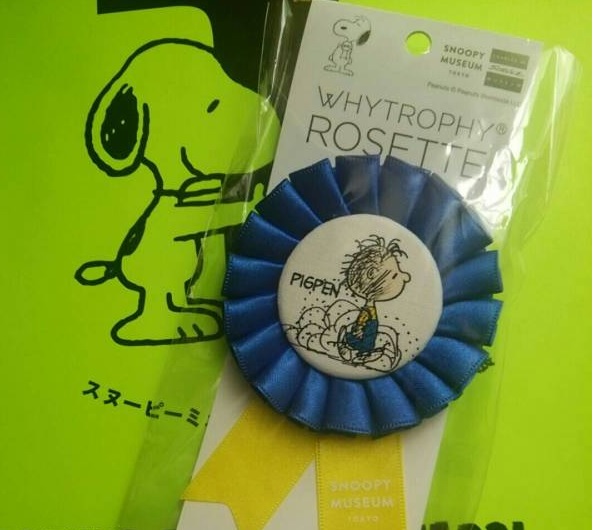 SNOOPY
MUSEUM
TOKYO
Peanuts © Peanuts Worldwide LLC
WHYTROPHY®
ROSETTE
PIGPEN
スヌーピーミ
SNOOPY
MUSEUM
TOKYO